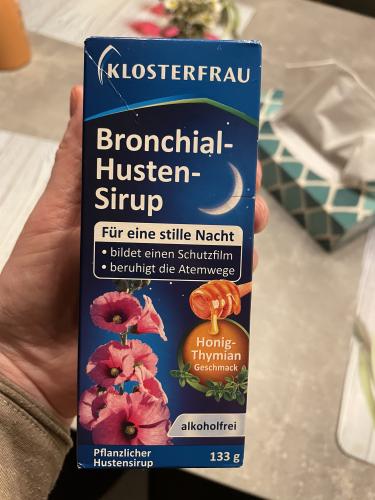 KLOSTERFRAU
Bronchial-
Husten-
Sirup
Für eine stille Nacht
• bildet einen Schutzfilm
• beruhigt die Atemwege
Honig-
Thymian
Geschmack
alkoholfrei
Pflanzlicher
Hustensirup
133 g